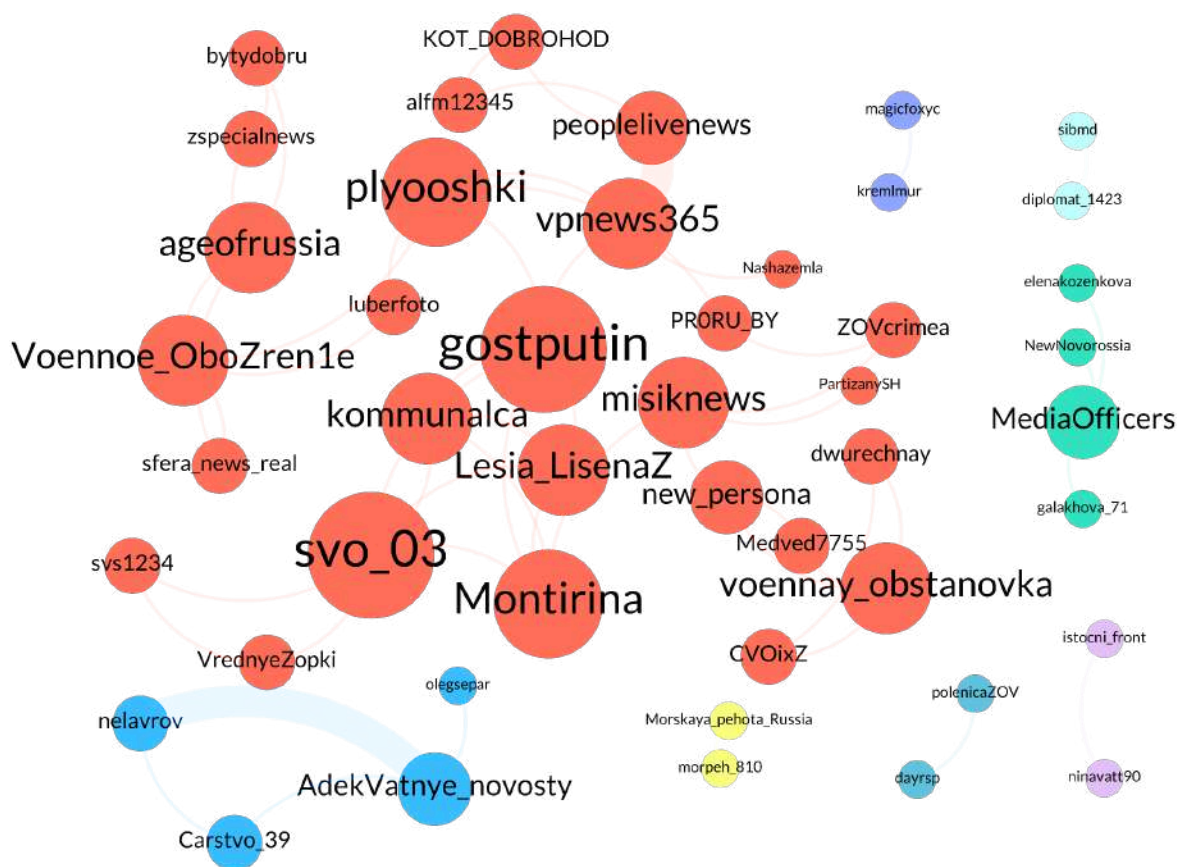 KOT_DOBROHOD
bytydobru
alfm12345
magicfoxyc
peoplelivenews
sibmd
zspecialnews
plyooshki
kremlmur
diplomat_1423
vpnews365
ageofrussia
Nashazemla
elenakozenkova
luberfoto
PR0RU_BY
ZOVcrimea
gostputin
NewNovorossia
Voennoe_OboZren1e
PartizanySH
misiknews
kommunalca
MediaOfficers
dwurechnay
sfera_news_real
Lesia_LisenaZ
new_persona
galakhova_71
Medved7755
svo_03
svs1234
voennay_obstanovka
Montirina
istocni_front
VrednyeZopki
CVOixZ
olegsepar
polenicaZOV
nelavrov
Morskaya_pehota_Russia
morpeh_810
dayrsp
ninavatt90
AdekVatnye_novosty
Carstvo_39